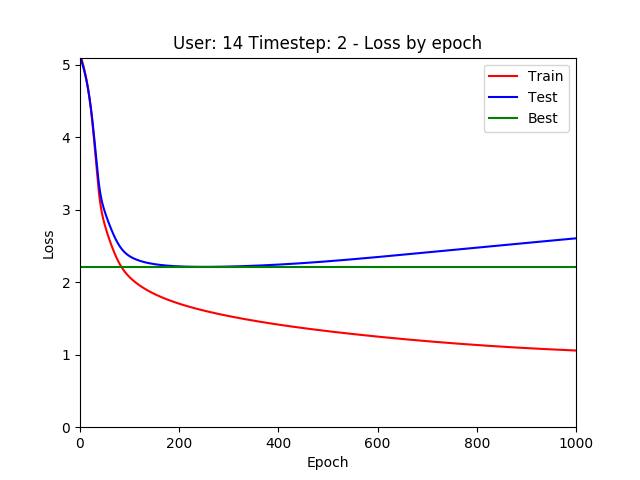 User: 14 Timestep: 2 - Loss by epoch
5
4
3
2
1
0
Loss
Train
Test
Best
0 200 400 600 800 1000
Epoch